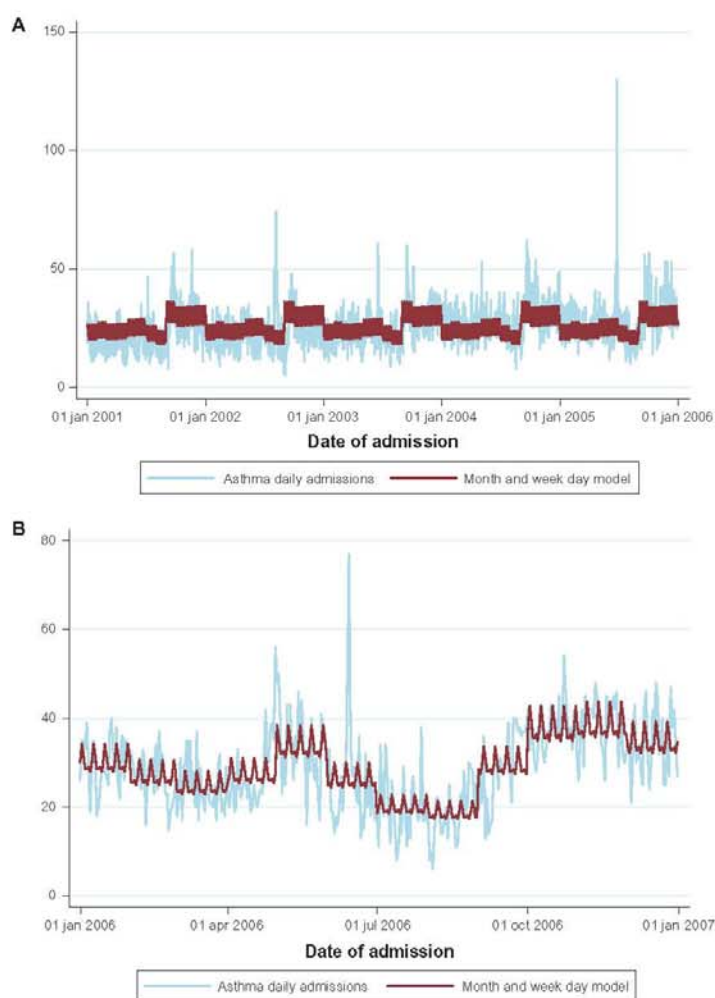 A
150
100
50
0
01 jan 2001 01 jan 2002 01 jan 2003 01 jan 2004 01 jan 2005 01 jan 2006
Date of admission
Asthma daily admissions Month and week day model
B
80
60
40
20
0
01 jan 2006 01 apr 2006 01 jul 2006 01 oct 2006 01 jan 2007
Date of admission
Asthma daily admissions Month and week day model